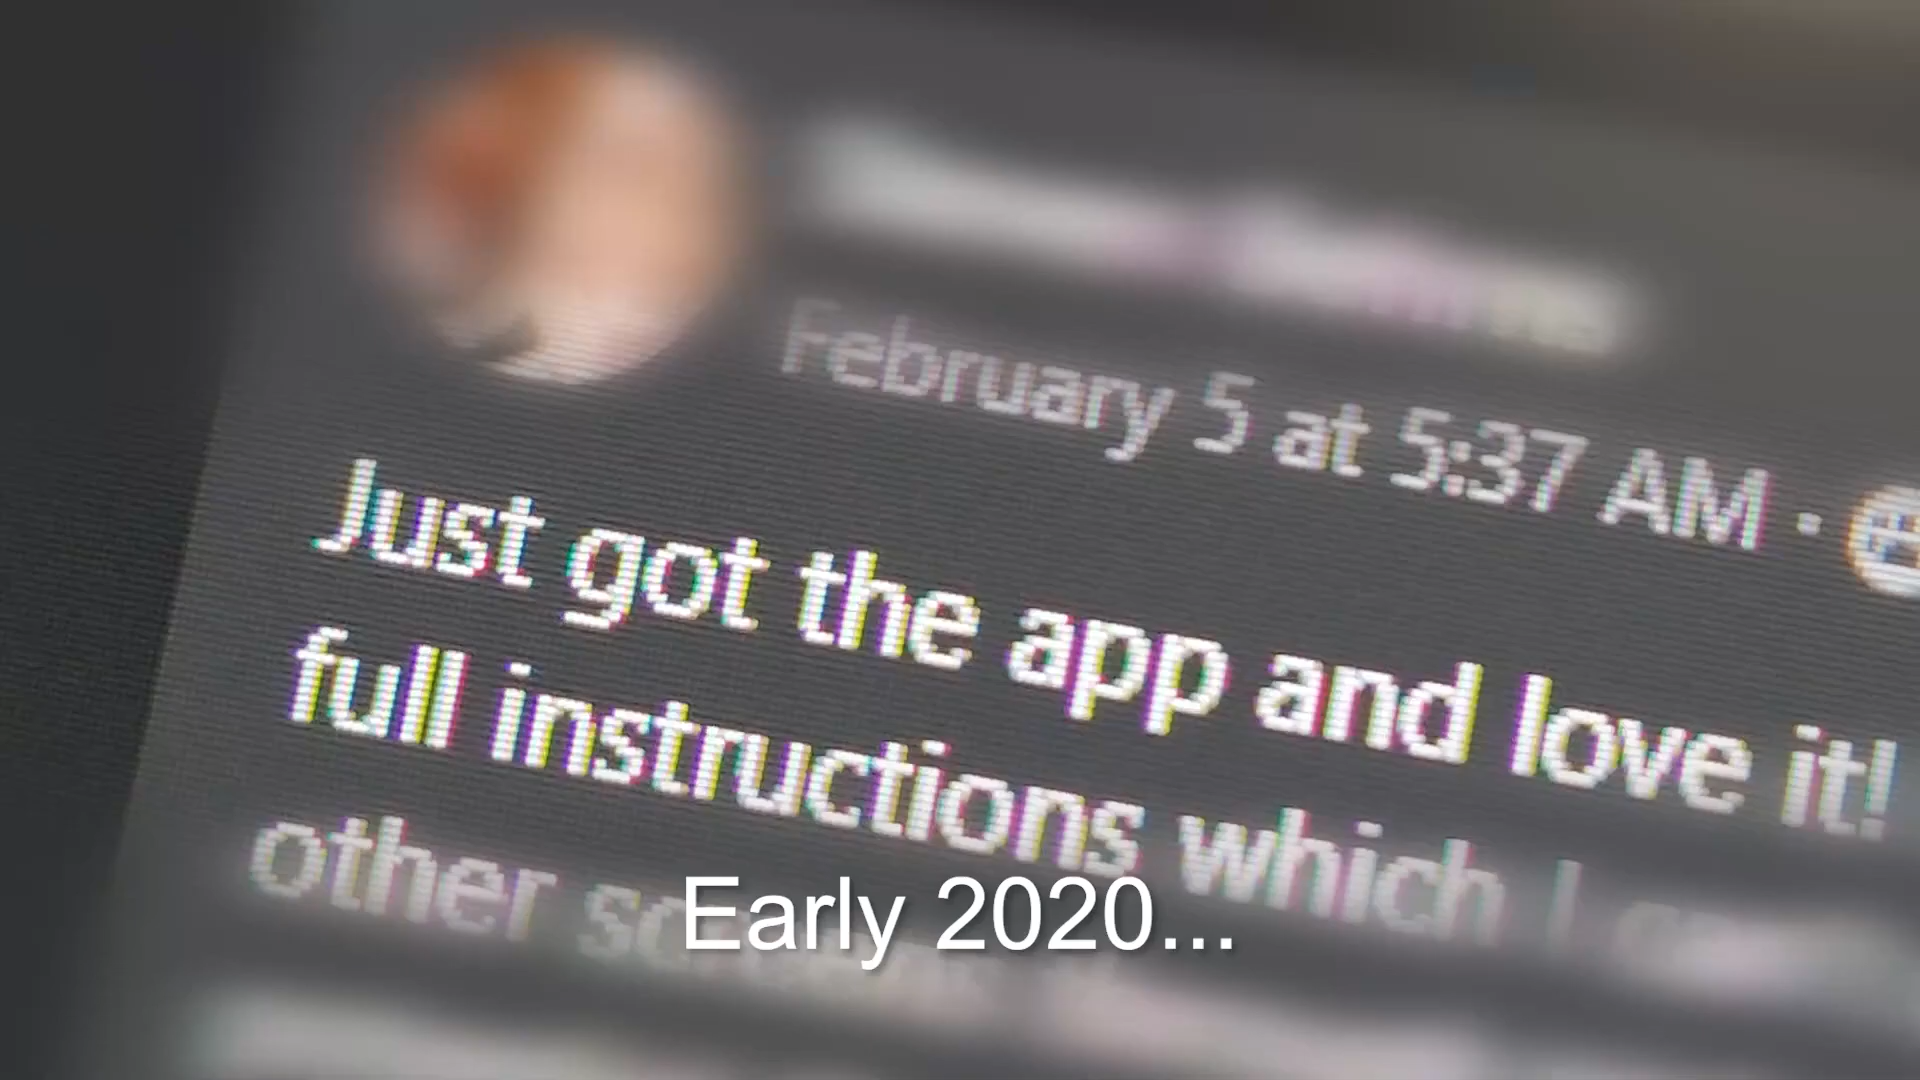 February 5 at 5:37 AM ·
Just got the app and love it!
full instructions which I
other
Early 2020...